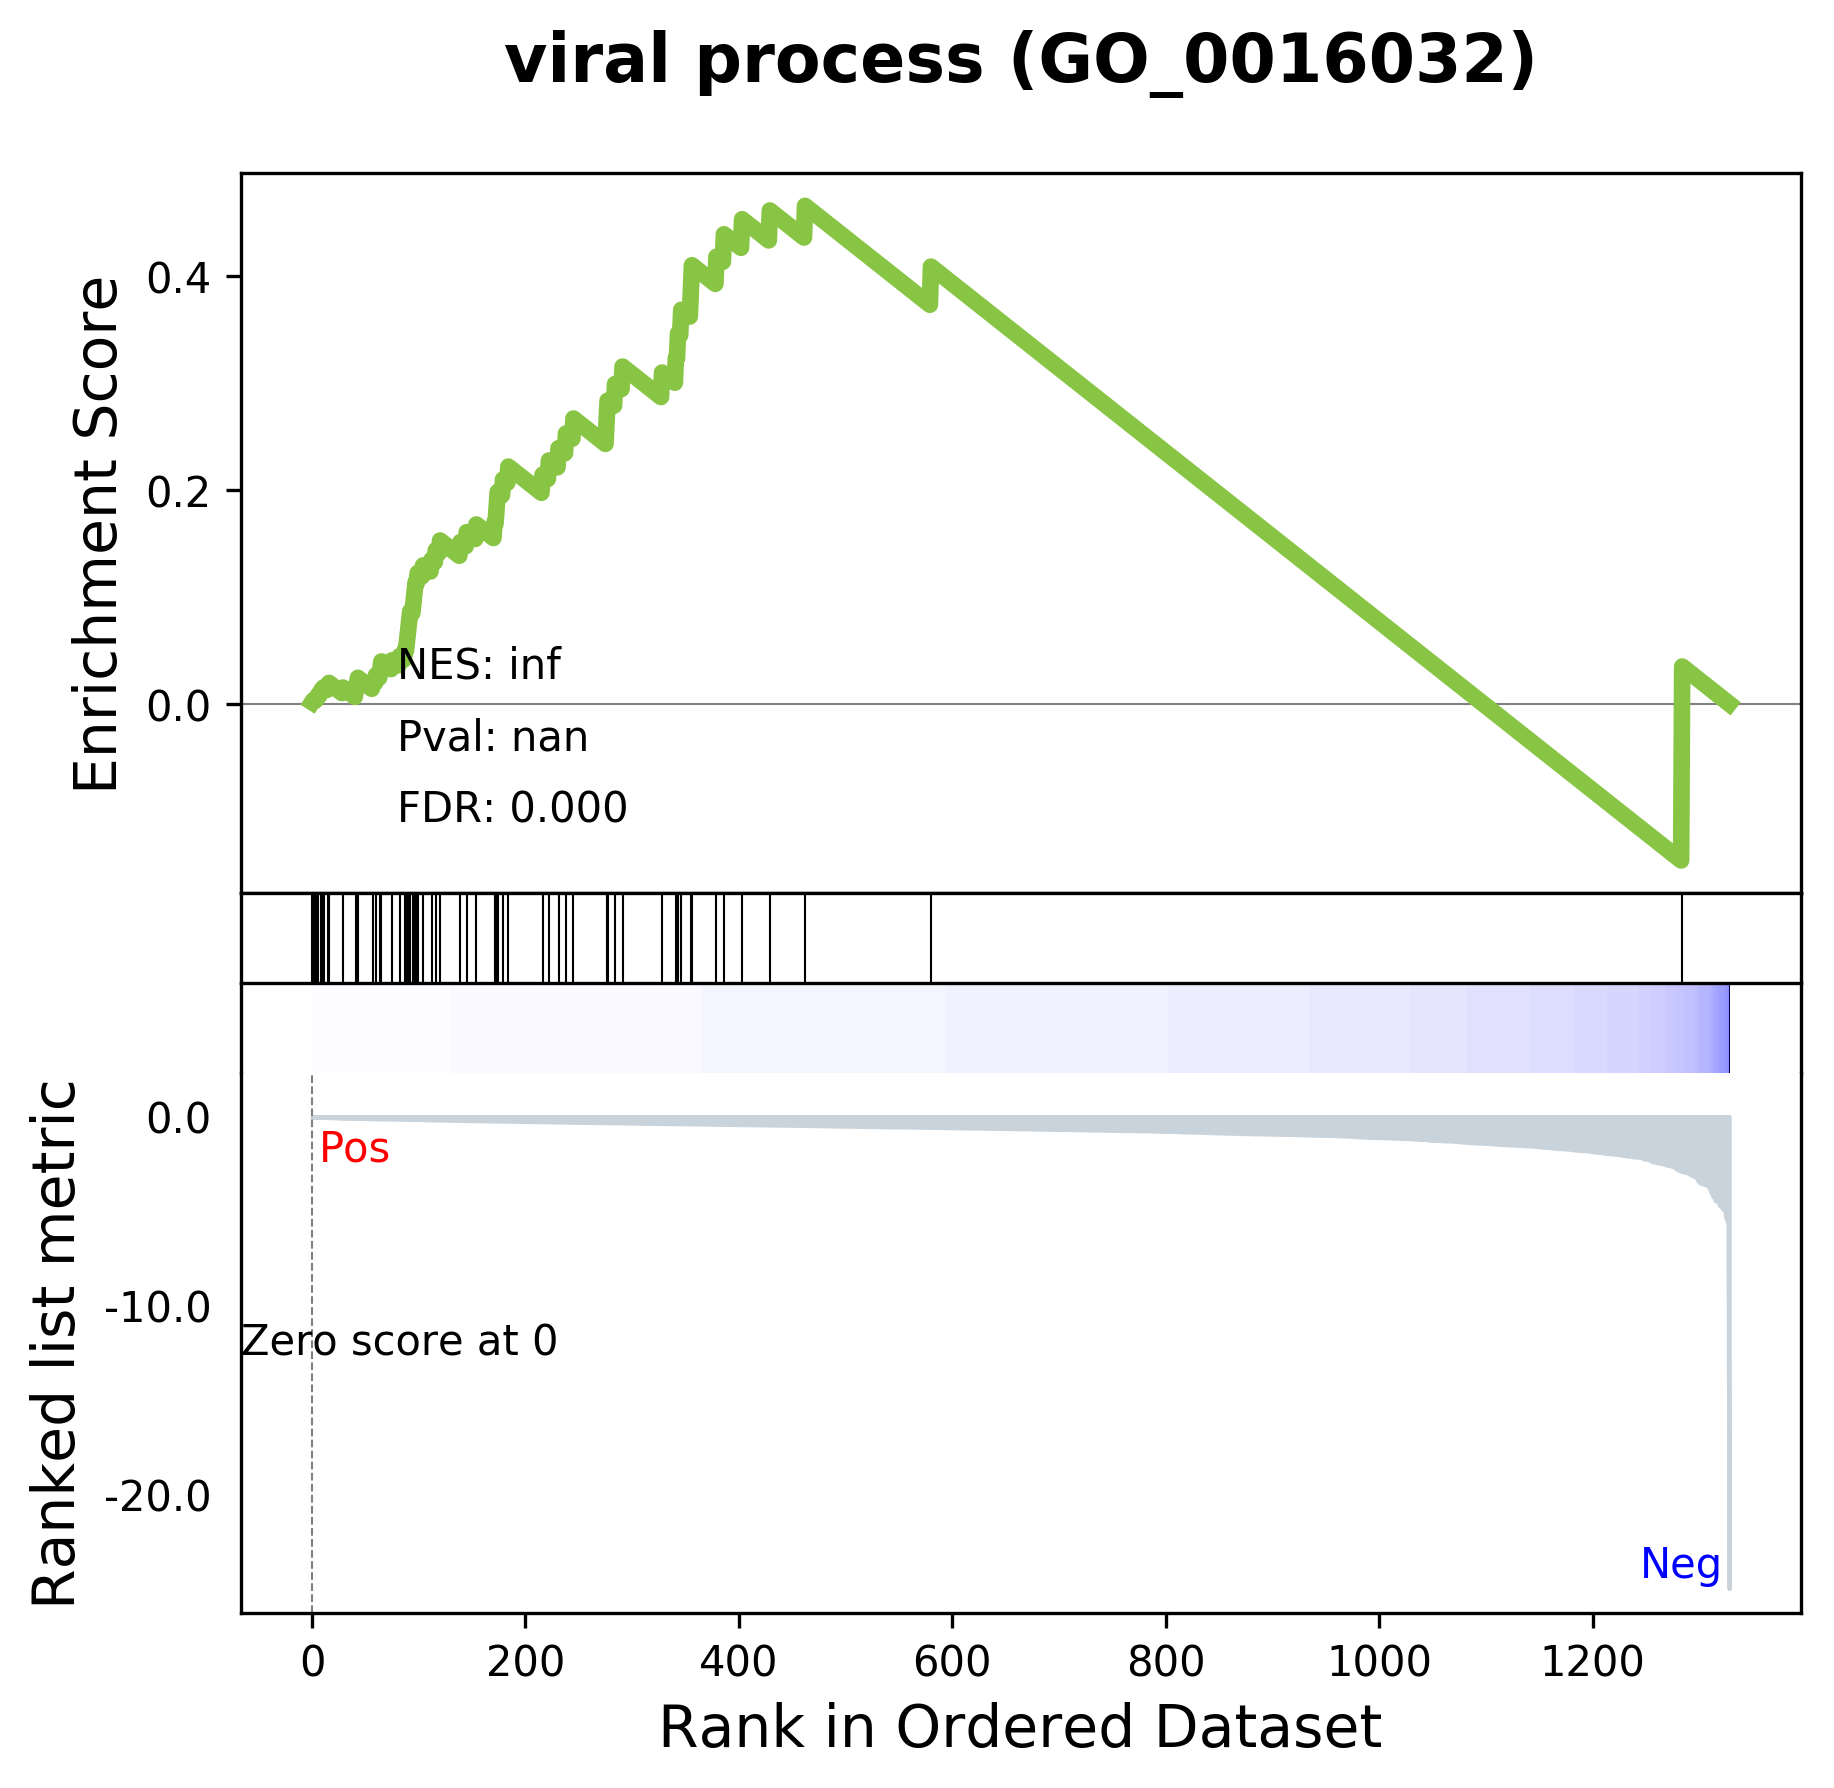 viral process (GO_0016032)
Enrichment Score
0.4
0.2
0.0
NES: inf
Pval: nan
FDR: 0.000
Ranked list metric
0.0
-10.0
-20.0
Pos
Zero score at 0
Neg
0 200 400 600 800 1000 1200
Rank in Ordered Dataset